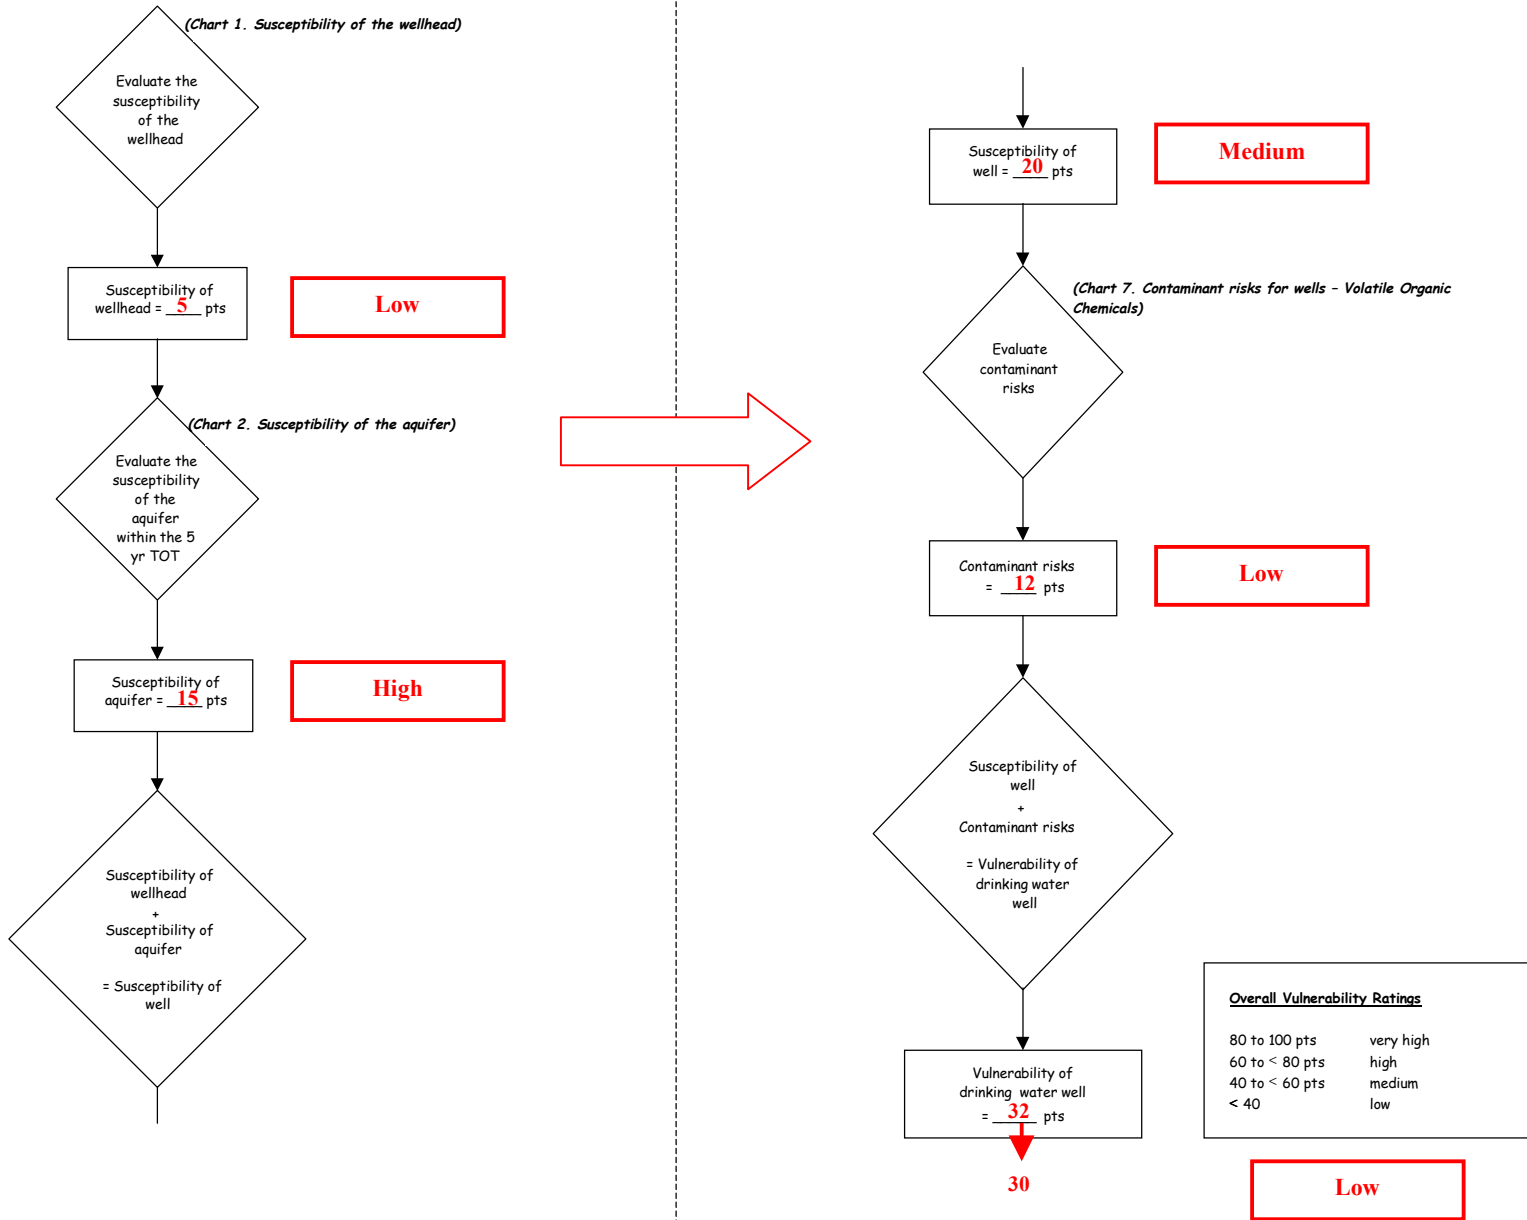 (Chart 1. Susceptibility of the wellhead)
Evaluate the
susceptibility
of the
wellhead
Susceptibility of
wellhead = 5 pts
Low
(Chart 2. Susceptibility of the aquifer)
Evaluate the
susceptibility
of the
aquifer
within the 5
yr TOT
Susceptibility of
aquifer = 15 pts
High
Susceptibility of
wellhead
+
Susceptibility of
aquifer
= Susceptibility of
well
Susceptibility of
well = 20 pts
Medium
(Chart 7. Contaminant risks for wells – Volatile Organic
Chemicals)
Evaluate
contaminant
risks
Contaminant risks
= 12 pts
Low
Susceptibility of
well
+
Contaminant risks
= Vulnerability of
drinking water
well
Vulnerability of
drinking water well
= 32 pts
30
Overall Vulnerability Ratings
80 to 100 pts very high
60 to < 80 pts high
40 to < 60 pts medium
< 40 low
Low